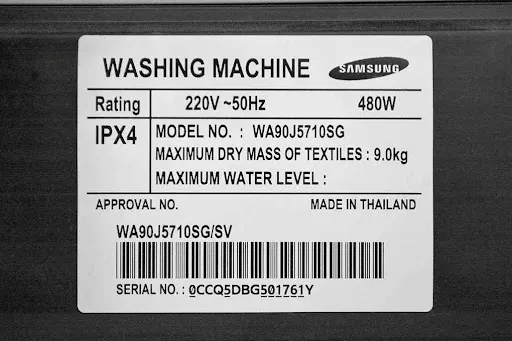 WASHING MACHINE SAMSUNG
Rating 220V ~50Hz 480W
IPX4 MODEL NO. : WA90J5710SG
MAXIMUM DRY MASS OF TEXTILES : 9.0kg
MAXIMUM WATER LEVEL :
APPROVAL NO. MADE IN THAILAND
WA90J5710SG/SV
SERIAL NO. : 0CCQ5DBG501761Y